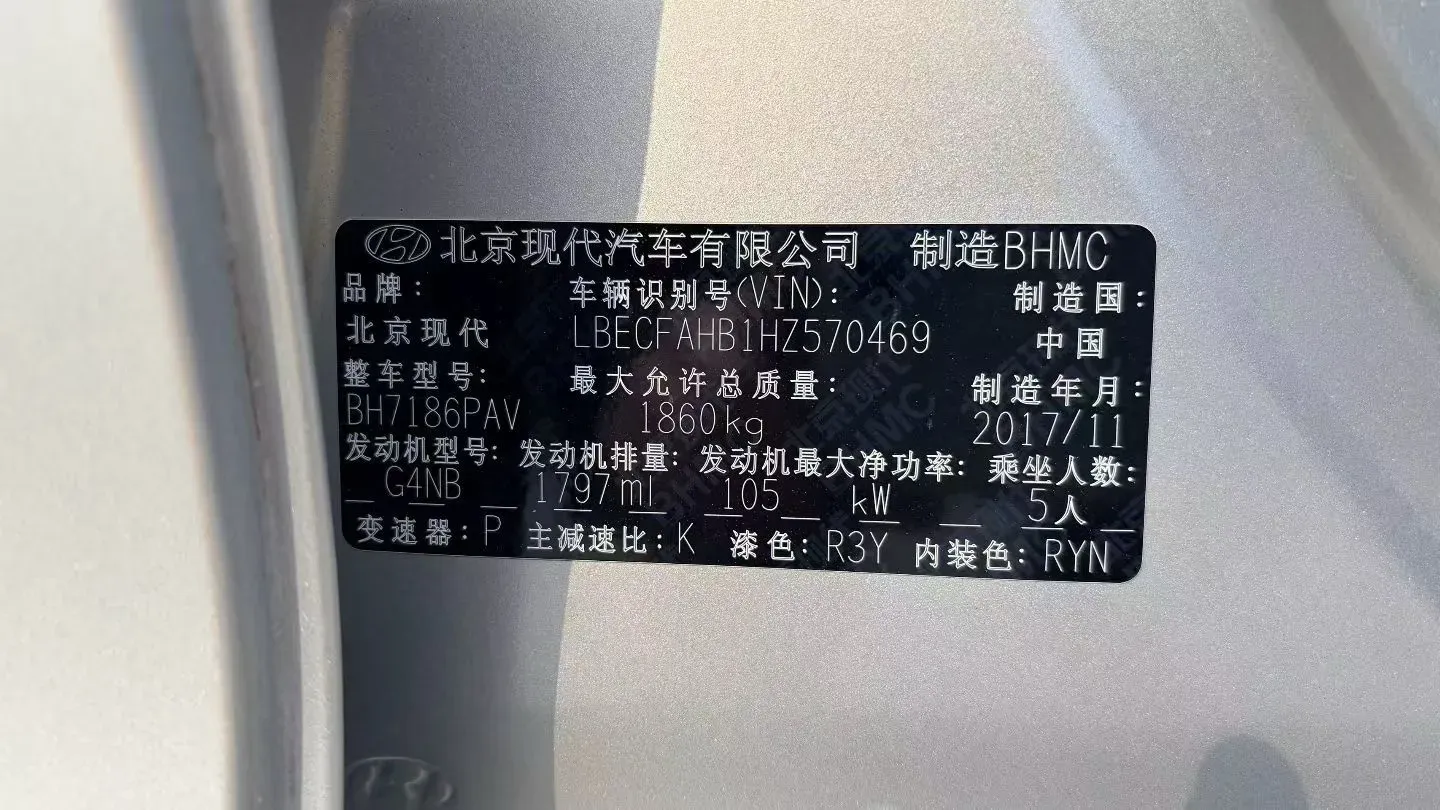 北京现代汽车有限公司 制造BHMC
品牌: 车辆识别号(VIN): 制造国:
北京现代 LBECFAHB1HZ570469 中国
整车型号: 最大允许总质量: 制造年月:
BH7186PAV 1860kg 2017/11
发动机型号: 发动机排量: 发动机最大净功率: 乘坐人数:
G4NB 1797ml 105 kW 5人
变速器: P 主减速比: K 漆色: R3Y 内装色: RYN